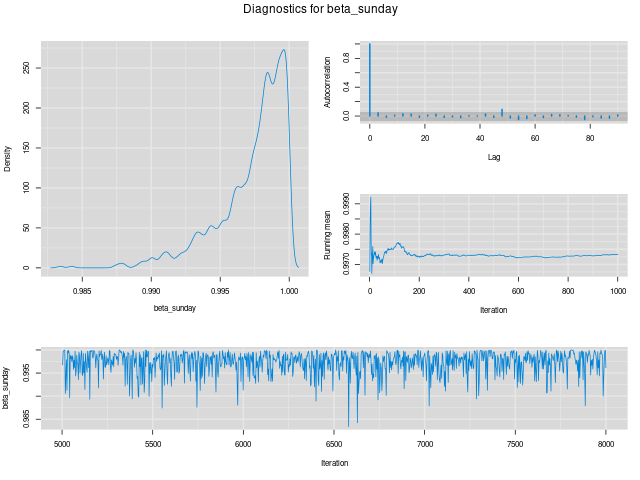 Diagnostics for beta_sunday
Density
0 50 100 150 200 250
0.985 0.990 0.995 1.000
beta_sunday
Autocorrelation
0.0 0.4 0.8
0 20 40 60 80
Lag
Running mean
0.9970 0.9980 0.9990
0 200 400 600 800 1000
Iteration
beta_sunday
0.985 0.995
5000 5500 6000 6500 7000 7500 8000
Iteration